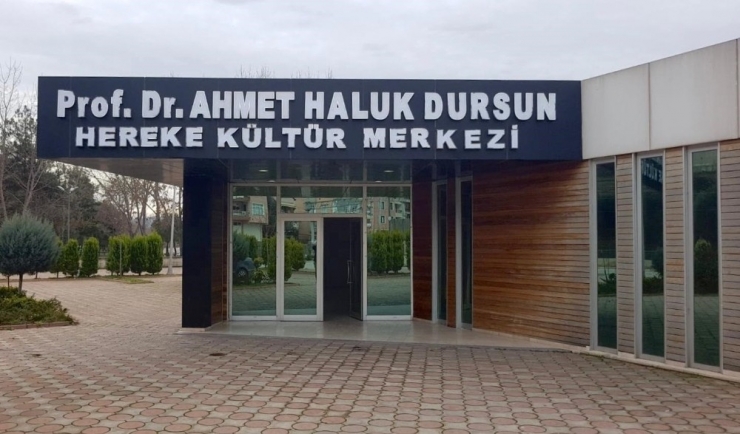 Prof. Dr. AHMET HALUK DURSUN
HEREKE KÜLTÜR MERKEZİ